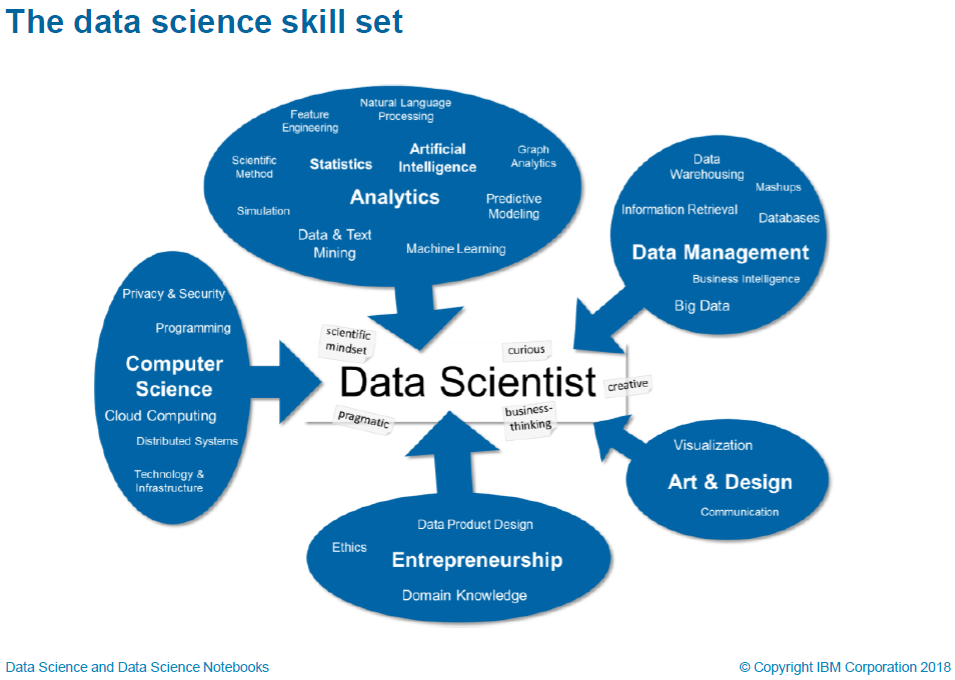 The data science skill set
Natural Language
Processing
Feature
Engineering
Artificial
Intelligence
Graph
Analytics
Scientific
Method
Statistics
Analytics
Predictive
Modeling
Simulation
Data & Text
Mining
Machine Learning
Data
Warehousing
Mashups
Information Retrieval
Databases
Data Management
Business Intelligence
Big Data
Privacy & Security
Programming
Computer
Science
Cloud Computing
Distributed Systems
Technology &
Infrastructure
scientific
mindset
curious
Data Scientist
creative
pragmatic
business-
thinking
Visualization
Art & Design
Communication
Data Product Design
Ethics
Entrepreneurship
Domain Knowledge
Data Science and Data Science Notebooks
© Copyright IBM Corporation 2018